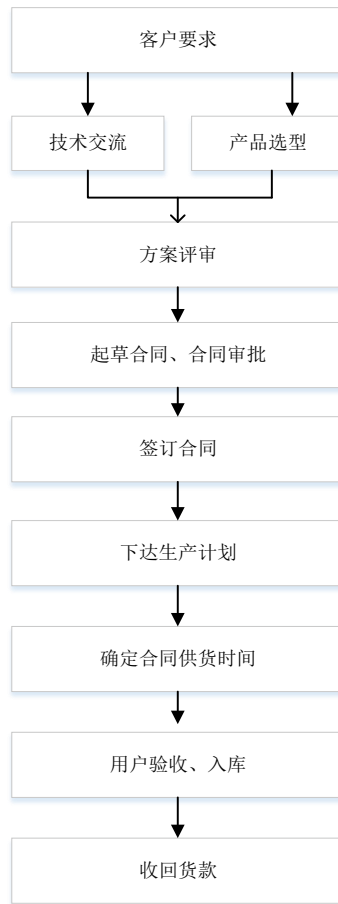 客户要求
技术交流
产品选型
方案评审
起草合同、合同审批
签订合同
下达生产计划
确定合同供货时间
用户验收、入库
收回货款